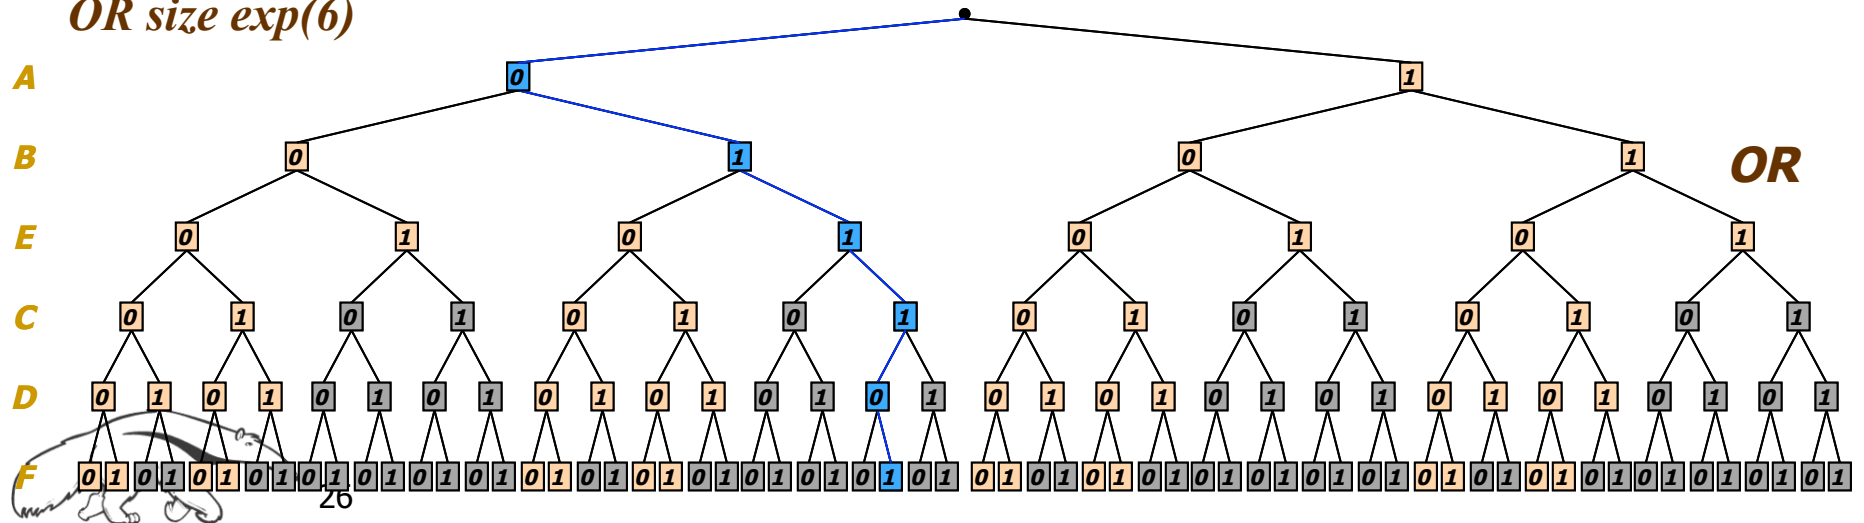 OR size exp(6)
A 0 1
B 0 1 0 1 OR
E 0 1 0 1 0 1 0 1
C 0 1 0 1 0 1 0 1 0 1 0 1 0 1 0 1
D 0 1 0 1 0 1 0 1 0 1 0 1 0 1 0 1 0 1 0 1 0 1 0 1 0 1 0 1 0 1 0 1
F 0 1 0 1 0 1 0 1 0 1 0 1 0 1 0 1 0 1 0 1 0 1 0 1 0 1 0 1 0 1 0 1 0 1 0 1 0 1 0 1 0 1 0 1 0 1 0 1 0 1 0 1 0 1 0 1 0 1 0 1 0 1 0 1
26